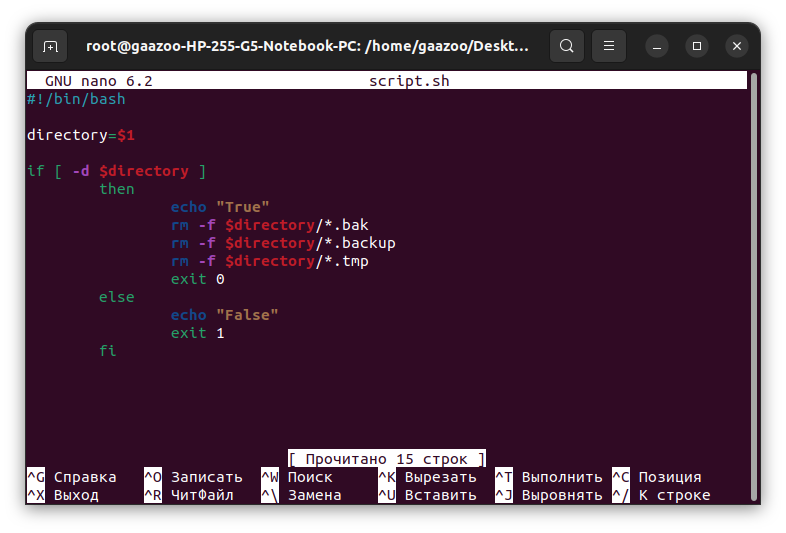 root@gaazoo-HP-255-G5-Notebook-PC: /home/gaazoo/Deskt...
GNU nano 6.2 script.sh
#!/bin/bash
directory=$1
if [ -d $directory ]
then
echo "True"
rm -f $directory/*.bak
rm -f $directory/*.backup
rm -f $directory/*.tmp
exit 0
else
echo "False"
exit 1
fi
[ Прочитано 15 строк ]
^G Справка ^O Записать ^W Поиск ^K Вырезать ^T Выполнить ^C Позиция
^X Выход ^R ЧитФайл ^\ Замена ^U Вставить ^J Выровнять ^/ К строке